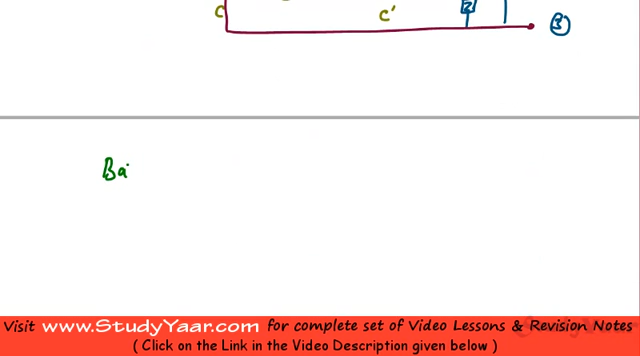 c c' 2 3
Bai
Visit www.StudyYaar.com for complete set of Video Lessons & Revision Notes
( Click on the Link in the Video Description given below )